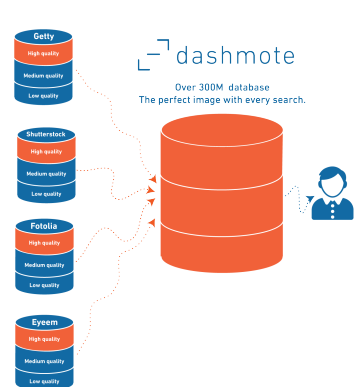 Getty
High quality
Medium quality
Low quality
dashmote
Over 300M database
The perfect image with every search.
Shutterstock
High quality
Medium quality
Low quality
Fotolia
High quality
Medium quality
Low quality
Eyeem
High quality
Medium quality
Low quality